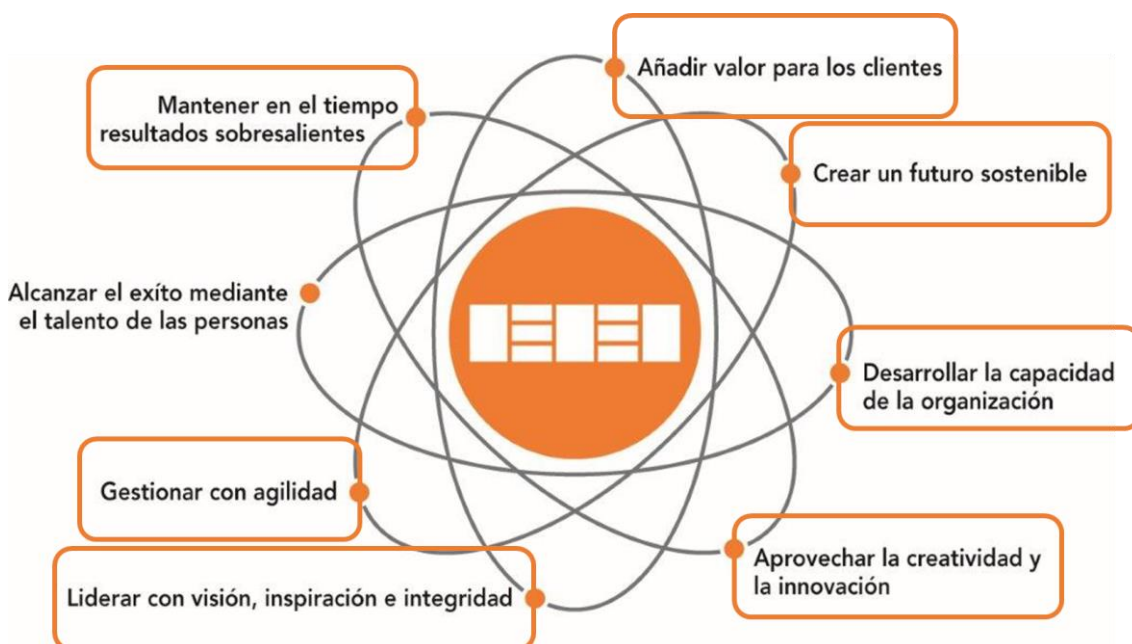 Añadir valor para los clientes
Mantener en el tiempo
resultados sobresalientes
Crear un futuro sostenible
Alcanzar el exíto mediante
el talento de las personas
Desarrollar la capacidad
de la organización
Gestionar con agilidad
Aprovechar la creatividad y
la innovación
Liderar con visión, inspiración e integridad